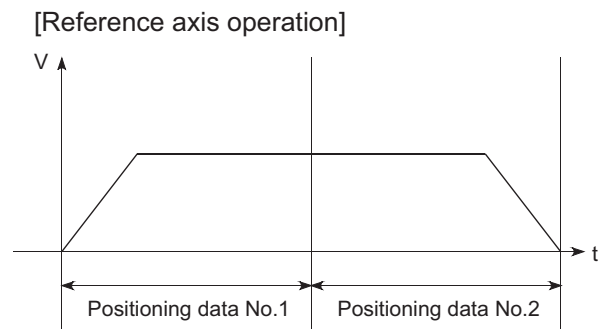 [Reference axis operation]
V
t
Positioning data No.1 Positioning data No.2